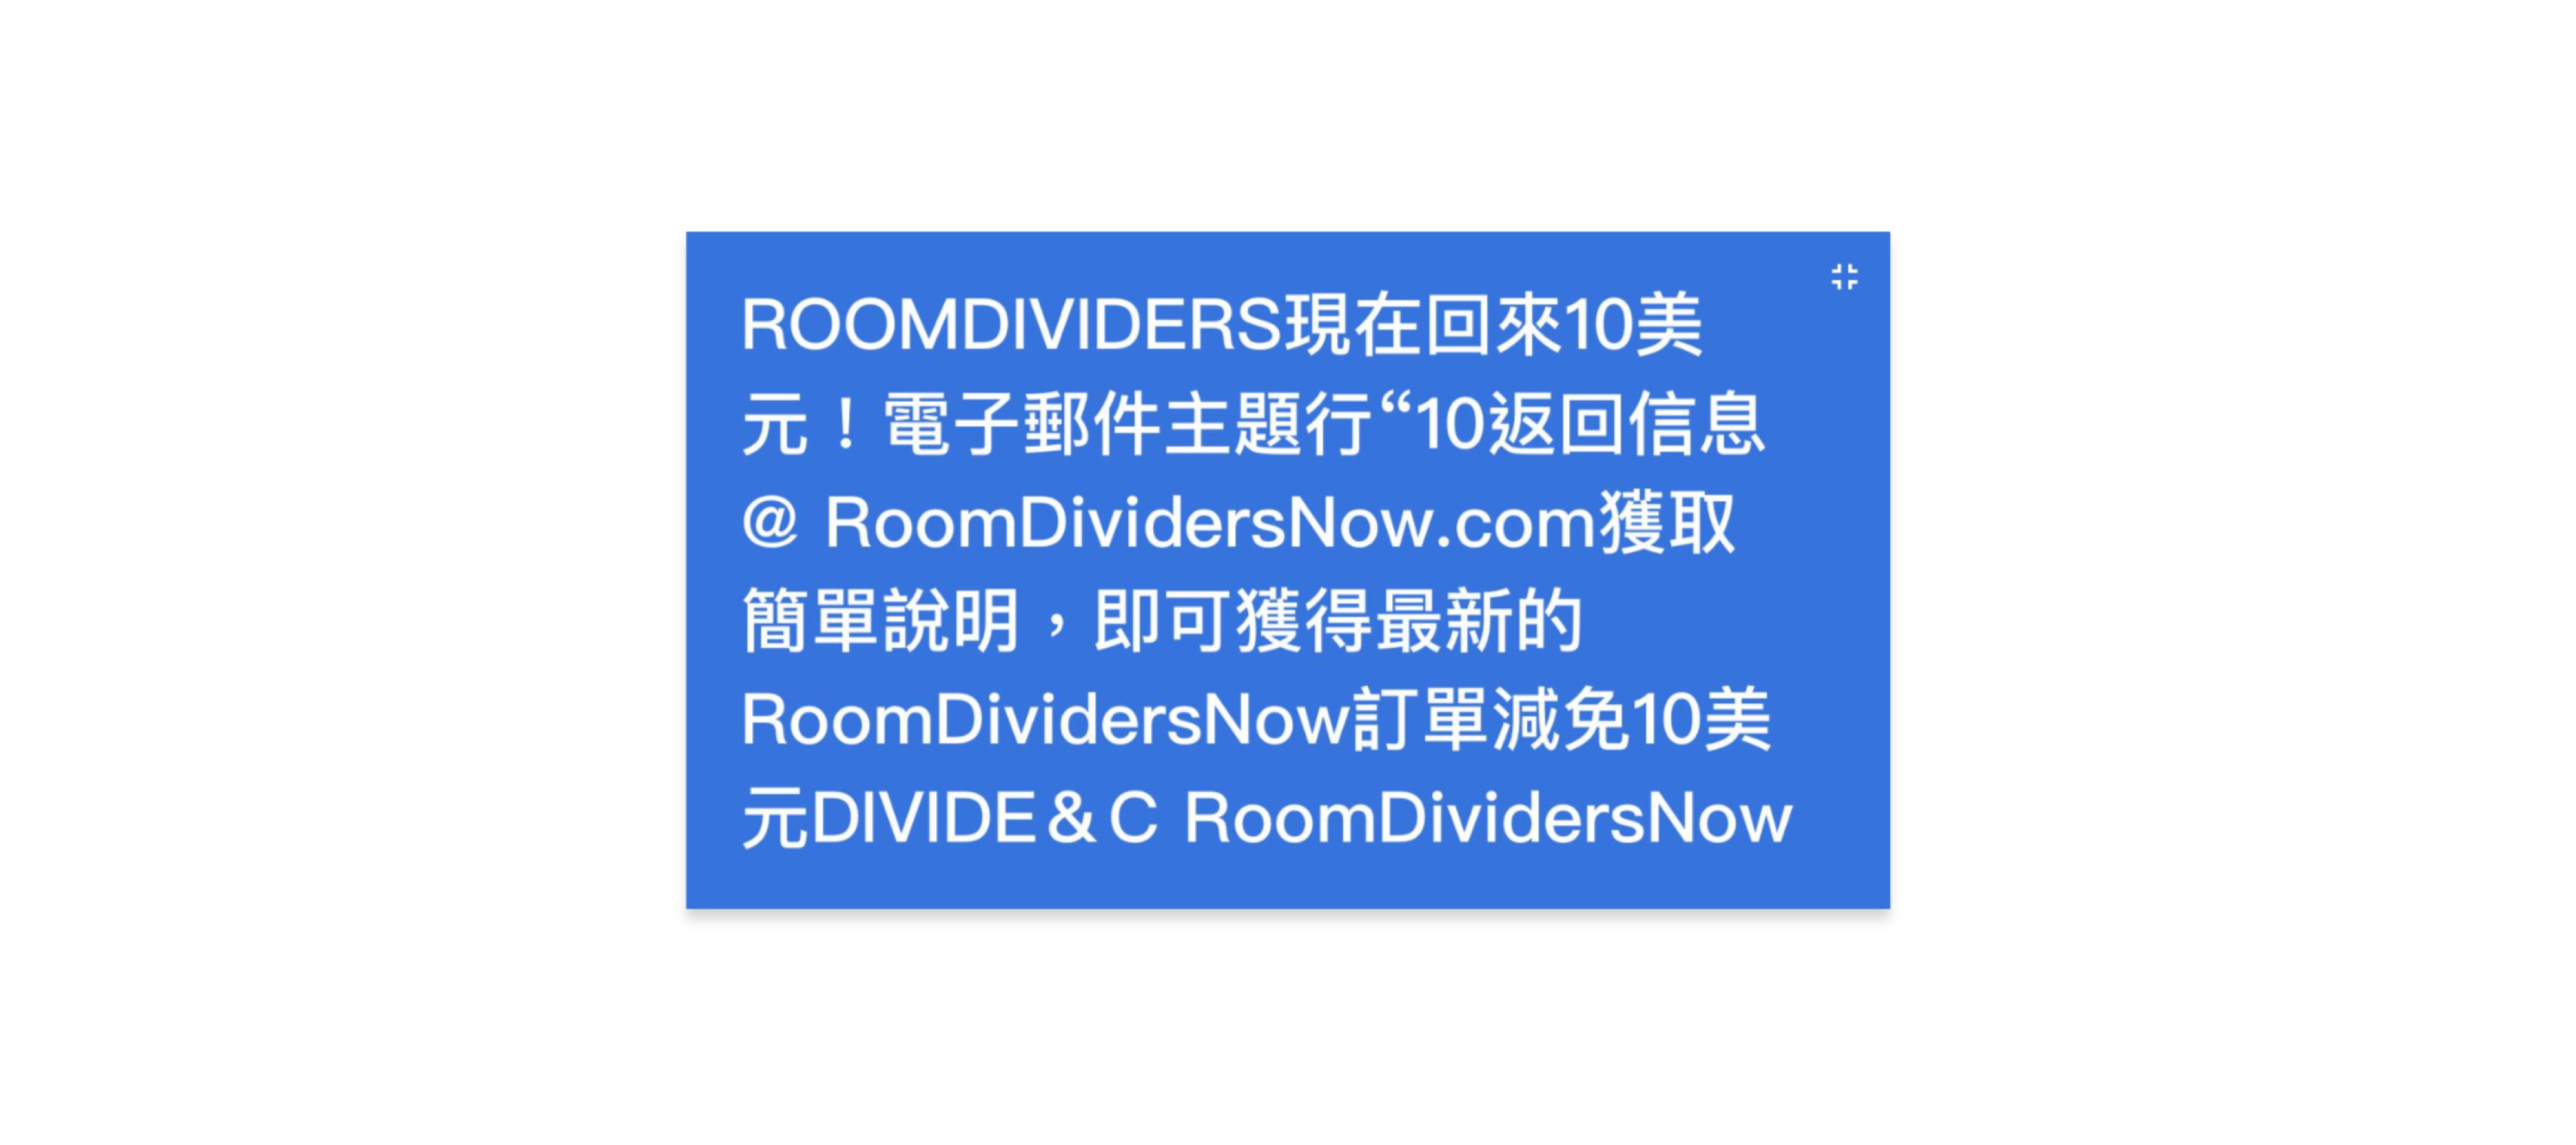 ROOMDIVIDERS現在回來10美
元！電子郵件主題行“10返回信息
@ RoomDividersNow.com獲取
簡單說明，即可獲得最新的
RoomDividersNow訂單減免10美
元DIVIDE＆C RoomDividersNow